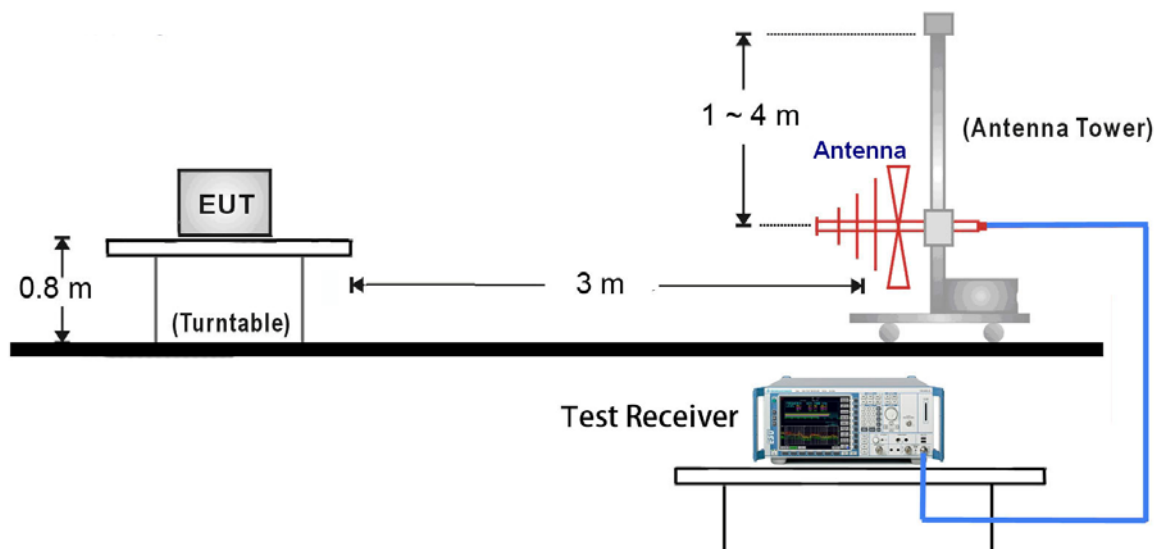 1 ~ 4 m
(Antenna Tower)
Antenna
EUT
0.8 m
3 m
(Turntable)
Test Receiver